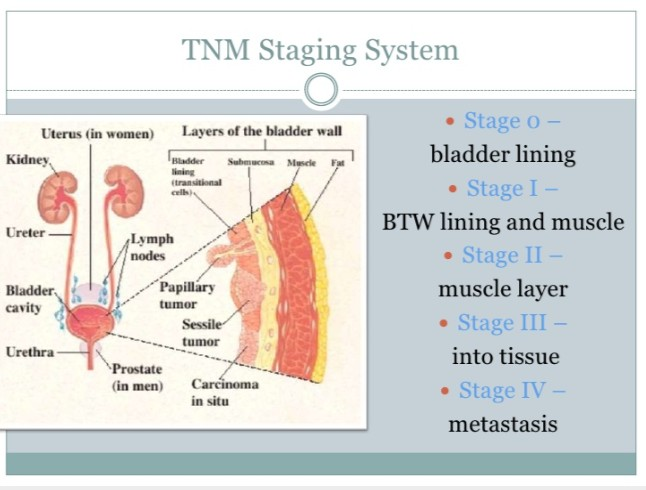 TNM Staging System
Uterus (in women)
Layers of the bladder wall
Kidney
Bladder
lining
(transitional
cells)
Submucosa
Muscle
Fat
Ureter
Lymph
nodes
Bladder
cavity
Papillary
tumor
Sessile
tumor
Urethra
Prostate
(in men)
Carcinoma
in situ
• Stage 0 –
bladder lining
• Stage I –
BTW lining and muscle
• Stage II –
muscle layer
• Stage III –
into tissue
• Stage IV –
metastasis